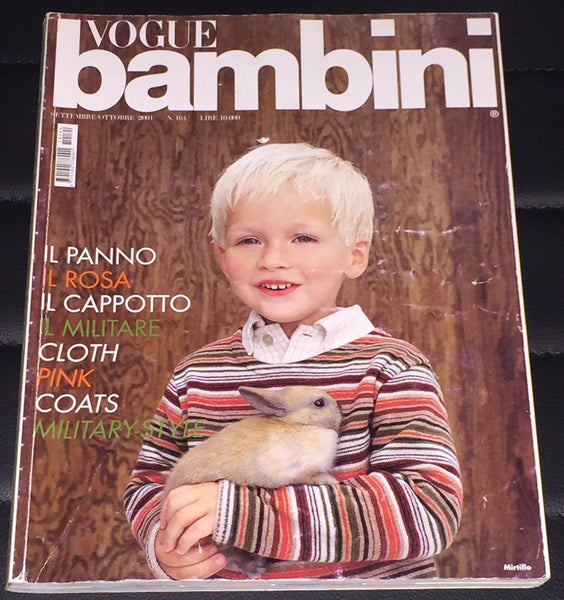 VOGUE
bambini
SETTEMBRE/OTTOBRE 2001 N 164 LIRE 10.000
®
IL PANNO
IL ROSA
IL CAPPOTTO
IL MILITARE
CLOTH
PINK
COATS
MILITARY-STYLE
Mirtillo